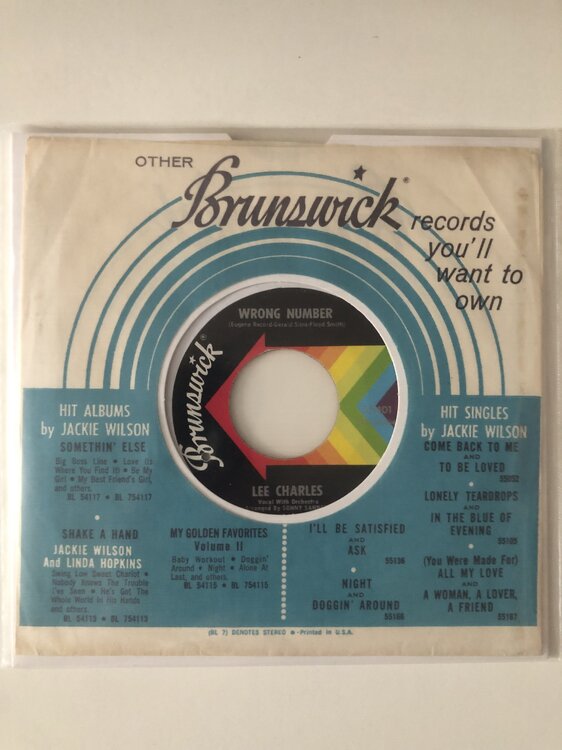 OTHER
Brunswick®
records
you'll
want to
own
WRONG NUMBER
(Eugene Record-Gerald Sims-Floyd Smith)
Brunswick
LEE CHARLES
Vocal With Orchestra
Arranged By SONNY
HIT ALBUMS
by JACKIE WILSON
SOMETHIN' ELSE
Big Boss Line • Love (Is
Where You Find It) • Be My
Girl • My Best Friend's Girl,
and others.
BL 54117 • BL 754117
•
SHAKE A HAND
JACKIE WILSON
And LINDA HOPKINS
Swing Low Sweet Chariot •
Nobody Knows The Trouble
I've Seen • He's Got The
Whole World In His Hands
and others.
BL 54113 • BL 754113
MY GOLDEN FAVORITES
Volume II
Baby Workout • Doggin'
Around • Night • Alone At
Last, and others.
BL 54115 • BL 754115
I'LL BE SATISFIED
AND
ASK
55136
•
NIGHT
AND
DOGGIN' AROUND
55166
HIT SINGLES
by JACKIE WILSON
COME BACK TO ME
AND
TO BE LOVED
55052
•
LONELY TEARDROPS
AND
IN THE BLUE OF
EVENING
55105
•
(You Were Made For)
ALL MY LOVE
AND
A WOMAN, A LOVER,
A FRIEND
55167
(BL 7) DENOTES STEREO • Printed in U.S.A.